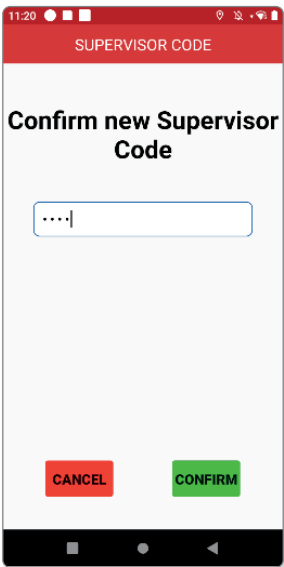 11:20
SUPERVISOR CODE
Confirm new Supervisor
Code
····
CANCEL
CONFIRM